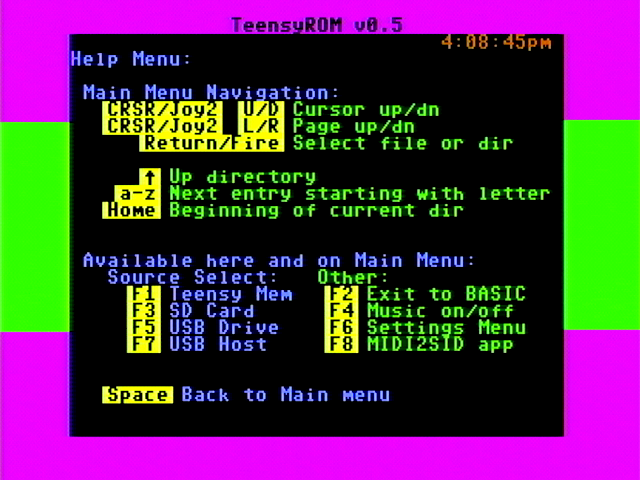 TeensyROM v0.5
4:08:45pm
Help Menu:
Main Menu Navigation:
CRSR/Joy2 U/D Cursor up/dn
CRSR/Joy2 L/R Page up/dn
Return/Fire Select file or dir
↑ Up directory
a-z Next entry starting with letter
Home Beginning of current dir
Available here and on Main Menu:
Source Select: Other:
F1 Teensy Mem F2 Exit to BASIC
F3 SD Card F4 Music on/off
F5 USB Drive F6 Settings Menu
F7 USB Host F8 MIDI2SID app
Space Back to Main menu